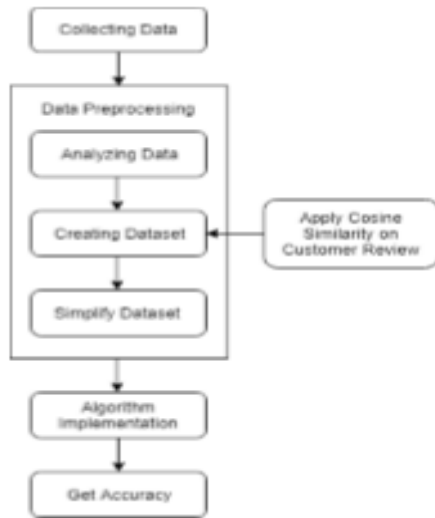 Collecting Data
Data Preprocessing
Analyzing Data
Creating Dataset
Apply Cosine
Similarity on
Customer Review
Simplify Dataset
Algorithm
Implementation
Get Accuracy